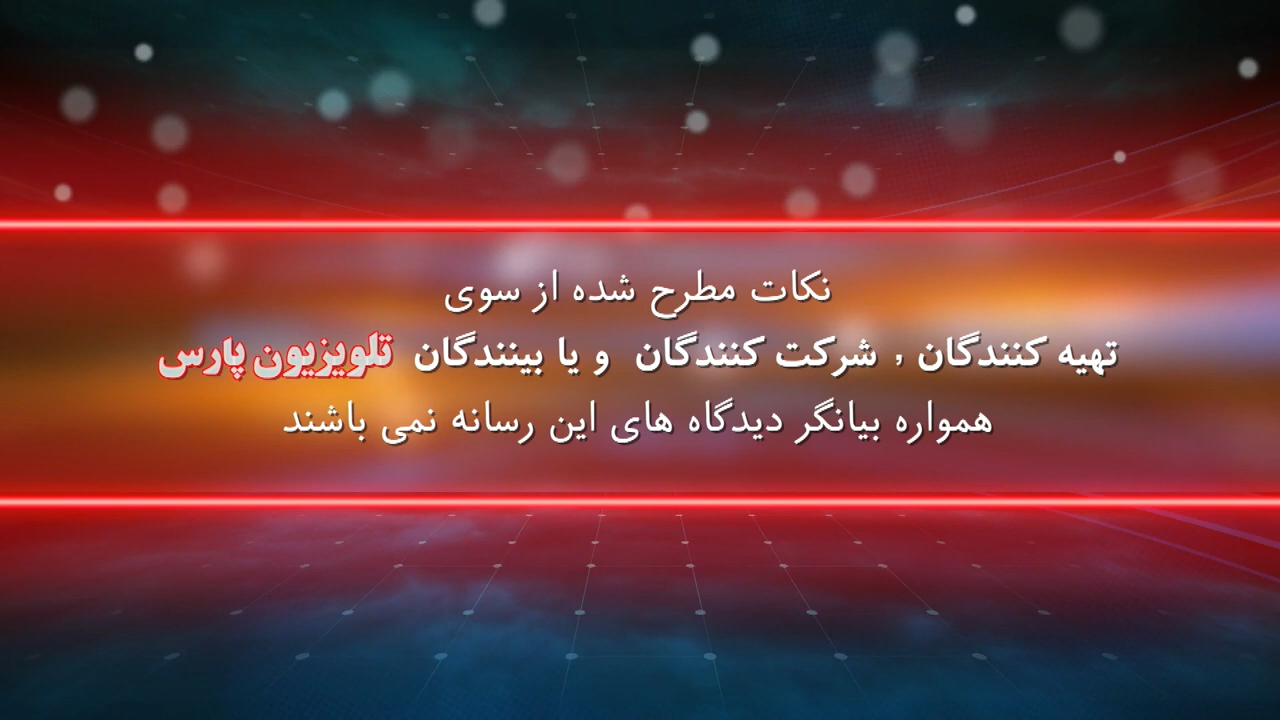 نکات مطرح شده از سوی
تهیه کنندگان , شرکت کنندگان و یا بینندگان تلویزیون پارس
همواره بیانگر دیدگاه های این رسانه نمی باشند